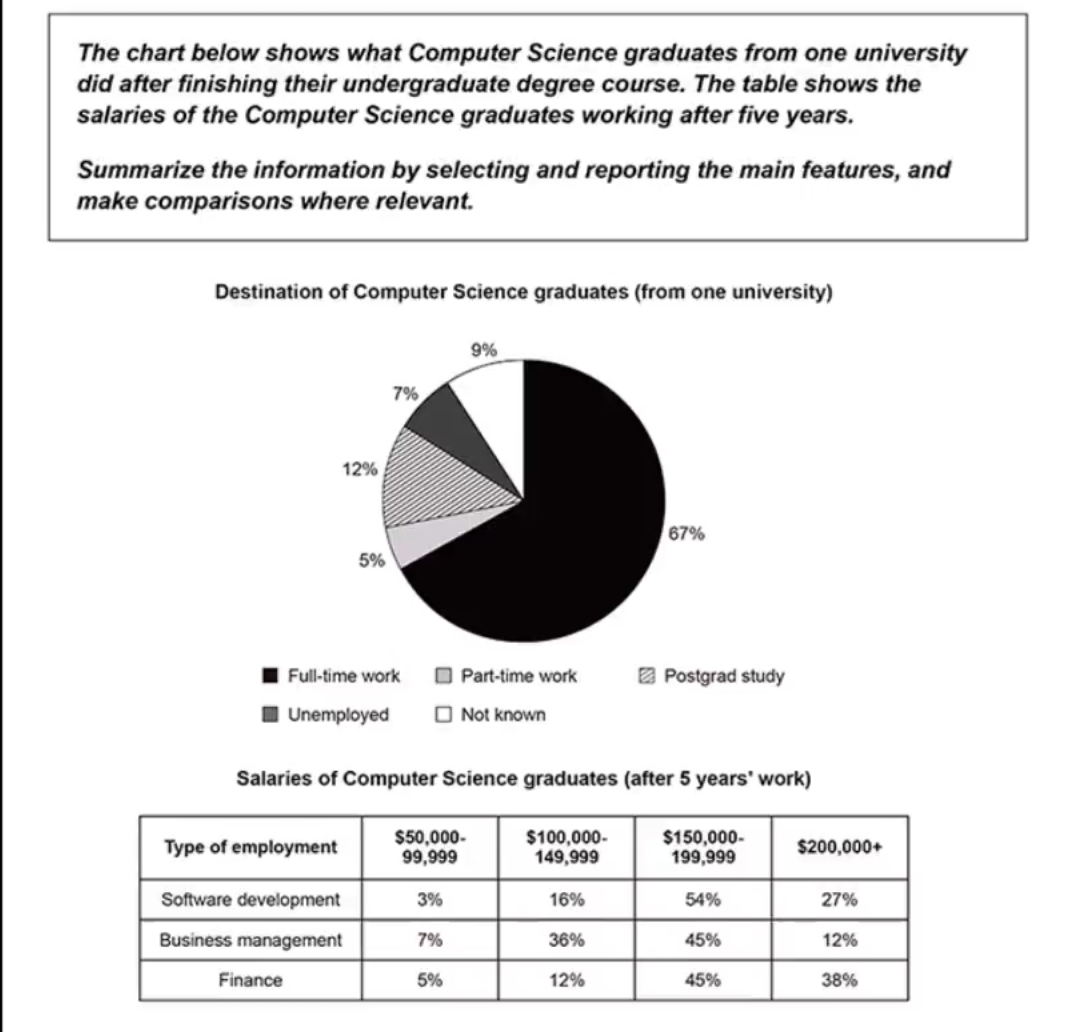 The chart below shows what Computer Science graduates from one university
did after finishing their undergraduate degree course. The table shows the
salaries of the Computer Science graduates working after five years.
Summarize the information by selecting and reporting the main features, and
make comparisons where relevant.
Destination of Computer Science graduates (from one university)
9%
7%
12%
67%
5%
Full-time work Part-time work Postgrad study
Unemployed Not known
Salaries of Computer Science graduates (after 5 years' work)
Type of employment $50,000-99,999 $100,000-149,999 $150,000-199,999 $200,000+
Software development 3% 16% 54% 27%
Business management 7% 36% 45% 12%
Finance 5% 12% 45% 38%